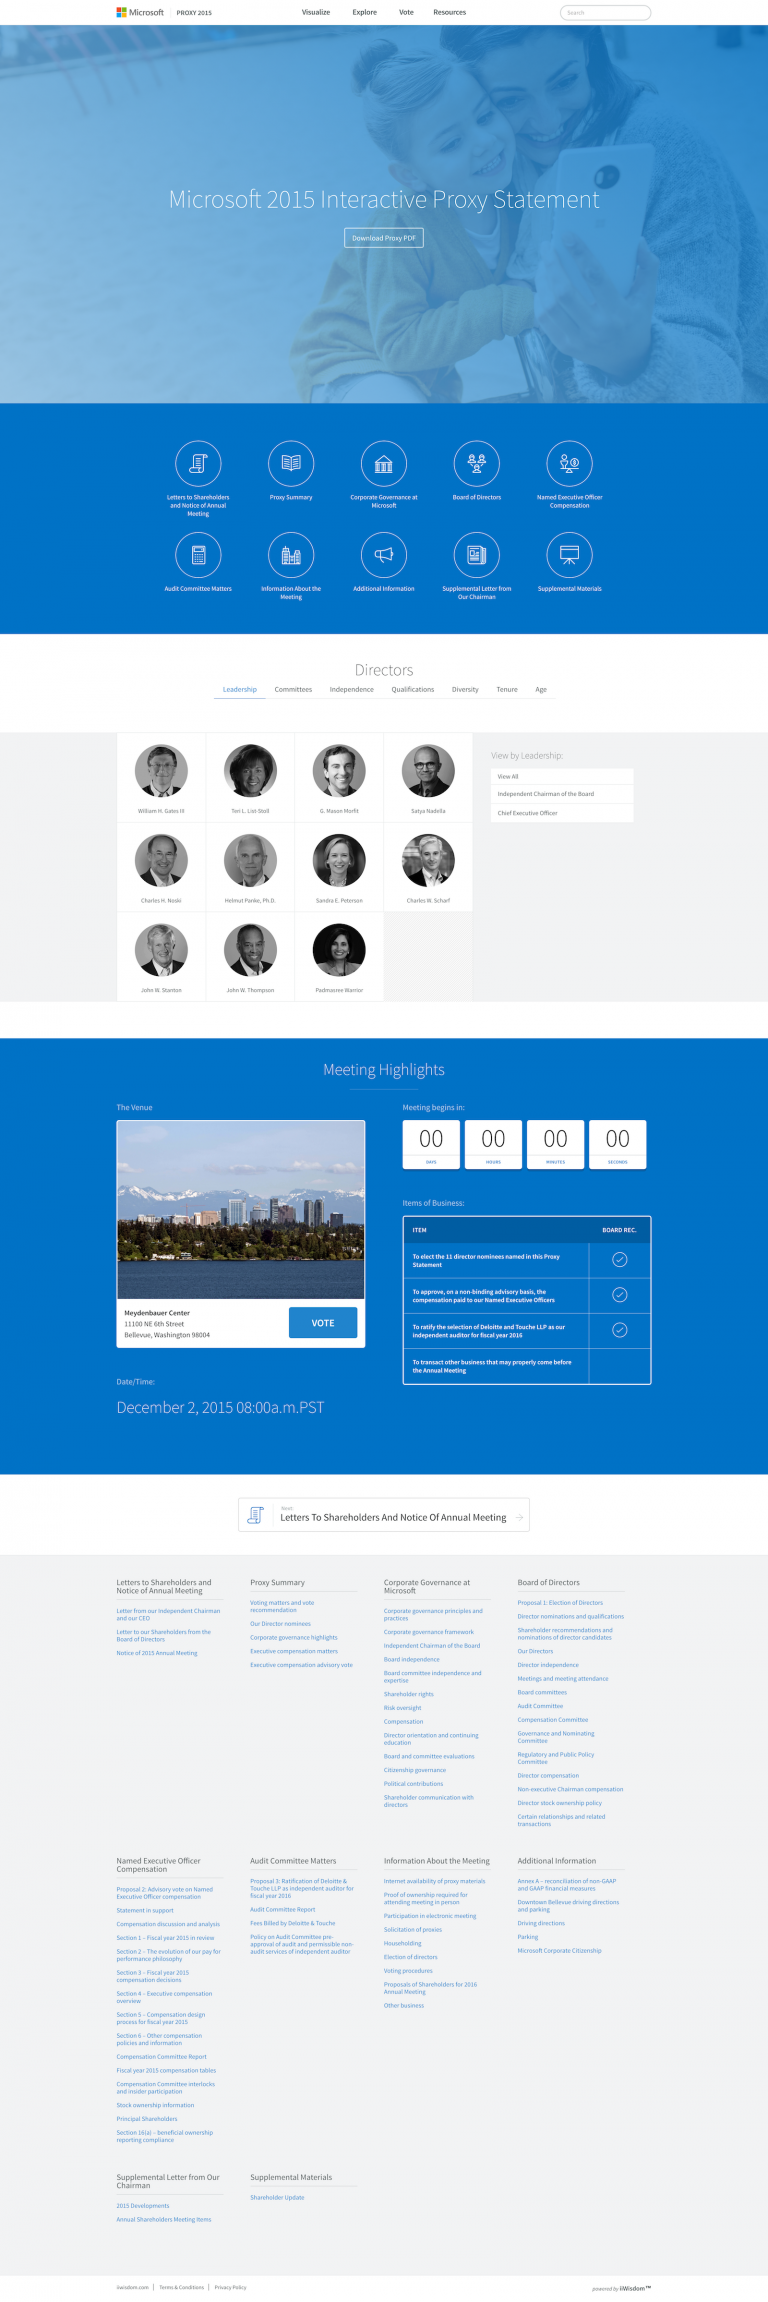 Microsoft PROXY 2015 Visualize Explore Vote Resources Search
Microsoft 2015 Interactive Proxy Statement
Download Proxy PDF
Letters to Shareholders
and Notice of Annual
Meeting
Proxy Summary
Corporate Governance at
Microsoft
Board of Directors
Named Executive Officer
Compensation
Audit Committee Matters
Information About the
Meeting
Additional Information
Supplemental Letter from
Our Chairman
Supplemental Materials
Directors
Leadership Committees Independence Qualifications Diversity Tenure Age
View by Leadership:
View All
Independent Chairman of the Board
Chief Executive Officer
William H. Gates III
Teri L. List-Stoll
G. Mason Morfit
Satya Nadella
Charles H. Noski
Helmut Panke, Ph.D.
Sandra E. Peterson
Charles W. Scharf
John W. Stanton
John W. Thompson
Padmasree Warrior
Meeting Highlights
The Venue
Meydenbauer Center
11100 NE 6th Street
Bellevue, Washington 98004
VOTE
Date/Time:
December 2, 2015 08:00a.m.PST
Meeting begins in:
00 00 00 00
DAYS HOURS MINUTES SECONDS
Items of Business:
ITEM BOARD REC.
To elect the 11 director nominees named in this Proxy
Statement
To approve, on a non-binding advisory basis, the
compensation paid to our Named Executive Officers
To ratify the selection of Deloitte and Touche LLP as our
independent auditor for fiscal year 2016
To transact other business that may properly come before
the Annual Meeting
Next:
Letters To Shareholders And Notice Of Annual Meeting
Letters to Shareholders and
Notice of Annual Meeting
Letter from our Independent Chairman
and our CEO
Letter to our Shareholders from the
Board of Directors
Notice of 2015 Annual Meeting
Proxy Summary
Voting matters and vote
recommendation
Our Director nominees
Corporate governance highlights
Executive compensation matters
Executive compensation advisory vote
Corporate Governance at
Microsoft
Corporate governance principles and
practices
Corporate governance framework
Independent Chairman of the Board
Board independence
Board committee independence and
expertise
Shareholder rights
Risk oversight
Compensation
Director orientation and continuing
education
Board and committee evaluations
Citizenship governance
Political contributions
Shareholder communication with
directors
Board of Directors
Proposal 1: Election of Directors
Director nominations and qualifications
Shareholder recommendations and
nominations of director candidates
Our Directors
Director independence
Meetings and meeting attendance
Board committees
Audit Committee
Compensation Committee
Governance and Nominating
Committee
Regulatory and Public Policy
Committee
Director compensation
Non-executive Chairman compensation
Director stock ownership policy
Certain relationships and related
transactions
Named Executive Officer
Compensation
Proposal 2: Advisory vote on Named
Executive Officer compensation
Statement in support
Compensation discussion and analysis
Section 1 – Fiscal year 2015 in review
Section 2 – The evolution of our pay for
performance philosophy
Section 3 – Fiscal year 2015
compensation decisions
Section 4 – Executive compensation
overview
Section 5 – Compensation design
process for fiscal year 2015
Section 6 – Other compensation
policies and information
Compensation Committee Report
Fiscal year 2015 compensation tables
Compensation Committee interlocks
and insider participation
Stock ownership information
Principal Shareholders
Section 16(a) – beneficial ownership
reporting compliance
Audit Committee Matters
Proposal 3: Ratification of Deloitte &
Touche LLP as independent auditor for
fiscal year 2016
Audit Committee Report
Fees Billed by Deloitte & Touche
Policy on Audit Committee pre-
approval of audit and permissible non-
audit services of independent auditor
Information About the Meeting
Internet availability of proxy materials
Proof of ownership required for
attending meeting in person
Participation in electronic meeting
Solicitation of proxies
Householding
Election of directors
Voting procedures
Proposals of Shareholders for 2016
Annual Meeting
Other business
Additional Information
Annex A – reconciliation of non-GAAP
and GAAP financial measures
Downtown Bellevue driving directions
and parking
Driving directions
Parking
Microsoft Corporate Citizenship
Supplemental Letter from Our
Chairman
2015 Developments
Annual Shareholders Meeting Items
Supplemental Materials
Shareholder Update
iiwisdom.com | Terms & Conditions | Privacy Policy
powered by iiWisdom™